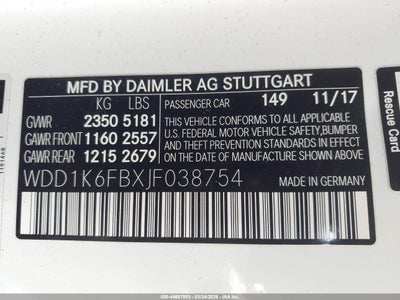 MFD BY DAIMLER AG STUTTGART
KG LBS
PASSENGER CAR 149 11/17
GVWR 2350 5181
GAWR FRONT 1160 2557
GAWR REAR 1215 2679
THIS VEHICLE CONFORMS TO ALL APPLICABLE
U.S. FEDERAL MOTOR VEHICLE SAFETY, BUMPER
AND THEFT PREVENTION STANDARDS IN EFFECT
ON THE DATE OF MANUFACTURE SHOWN ABOVE.
WDD1K6FBXJF038754
MADE IN GERMANY
Rescue Card